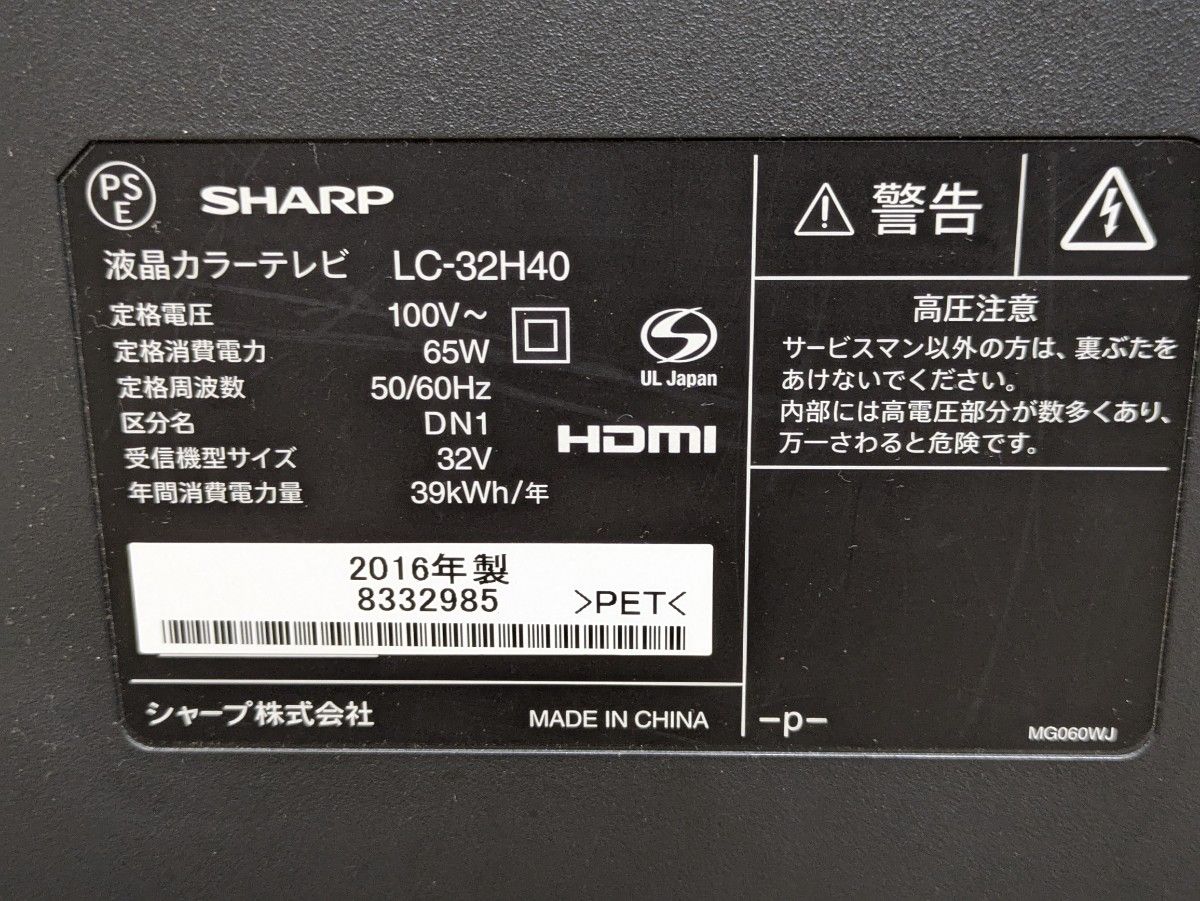 PS
E
SHARP
液晶カラーテレビ LC-32H40
定格電圧 100V~
定格消費電力 65W
定格周波数 50/60Hz
区分名 DN1
受信機型サイズ 32V
年間消費電力量 39kWh/年
UL Japan
HDMI
2016年製
8332985 >PET<
シャープ株式会社 MADE IN CHINA
警告
高圧注意
サービスマン以外の方は、裏ぶたを
あけないでください。
内部には高電圧部分が数多くあり、
万一さわると危険です。
-p-
MG060WJ